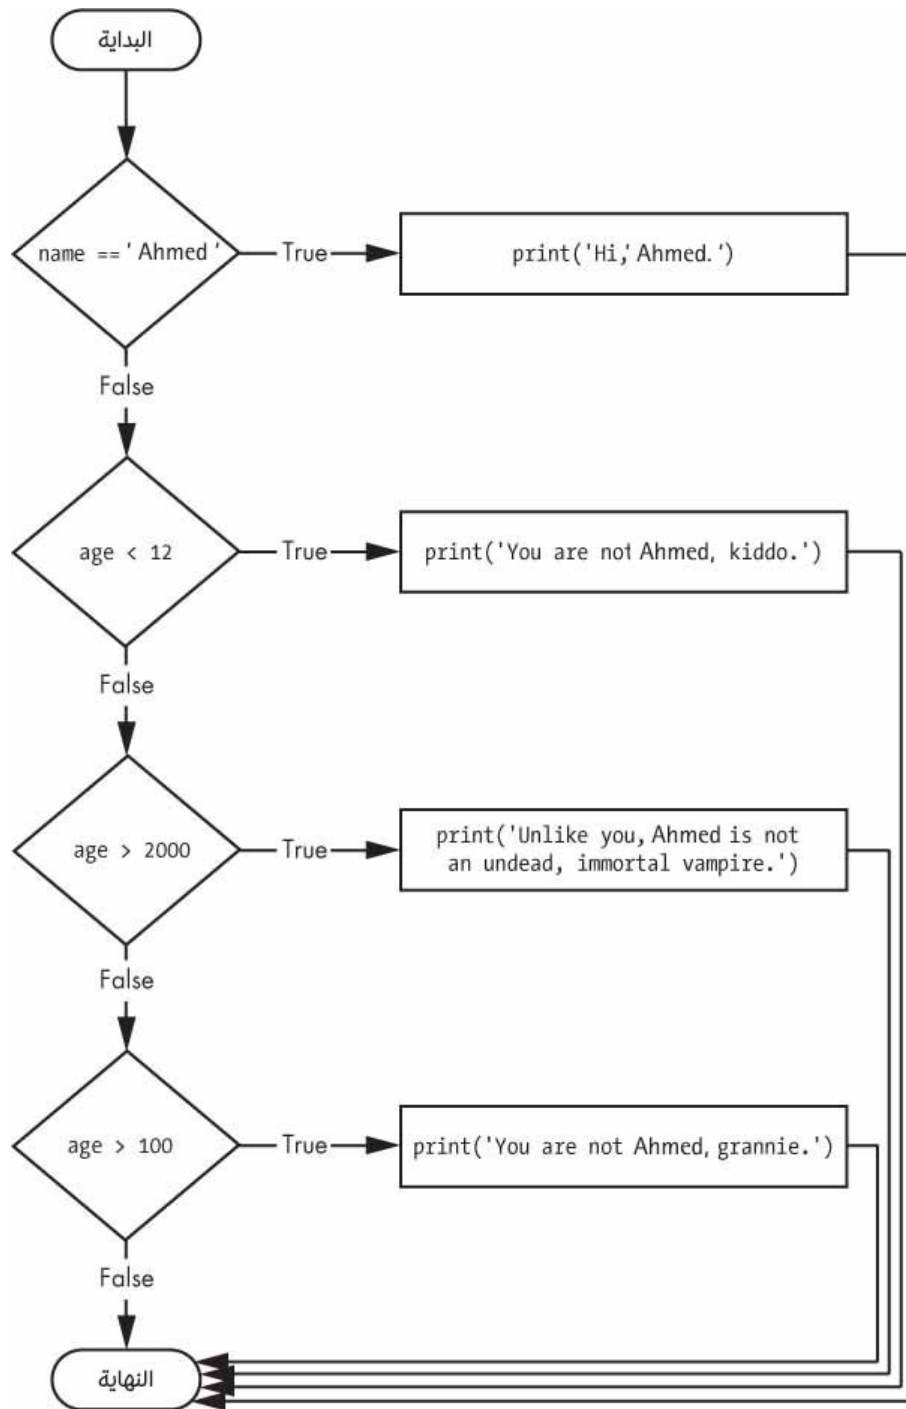 البداية
name == 'Ahmed'
True
print('Hi,' Ahmed.')
False
age < 12
True
print('You are not Ahmed, kiddo.')
False
age > 2000
True
print('Unlike you, Ahmed is not
an undead, immortal vampire.')
False
age > 100
True
print('You are not Ahmed, grannie.')
False
النهاية